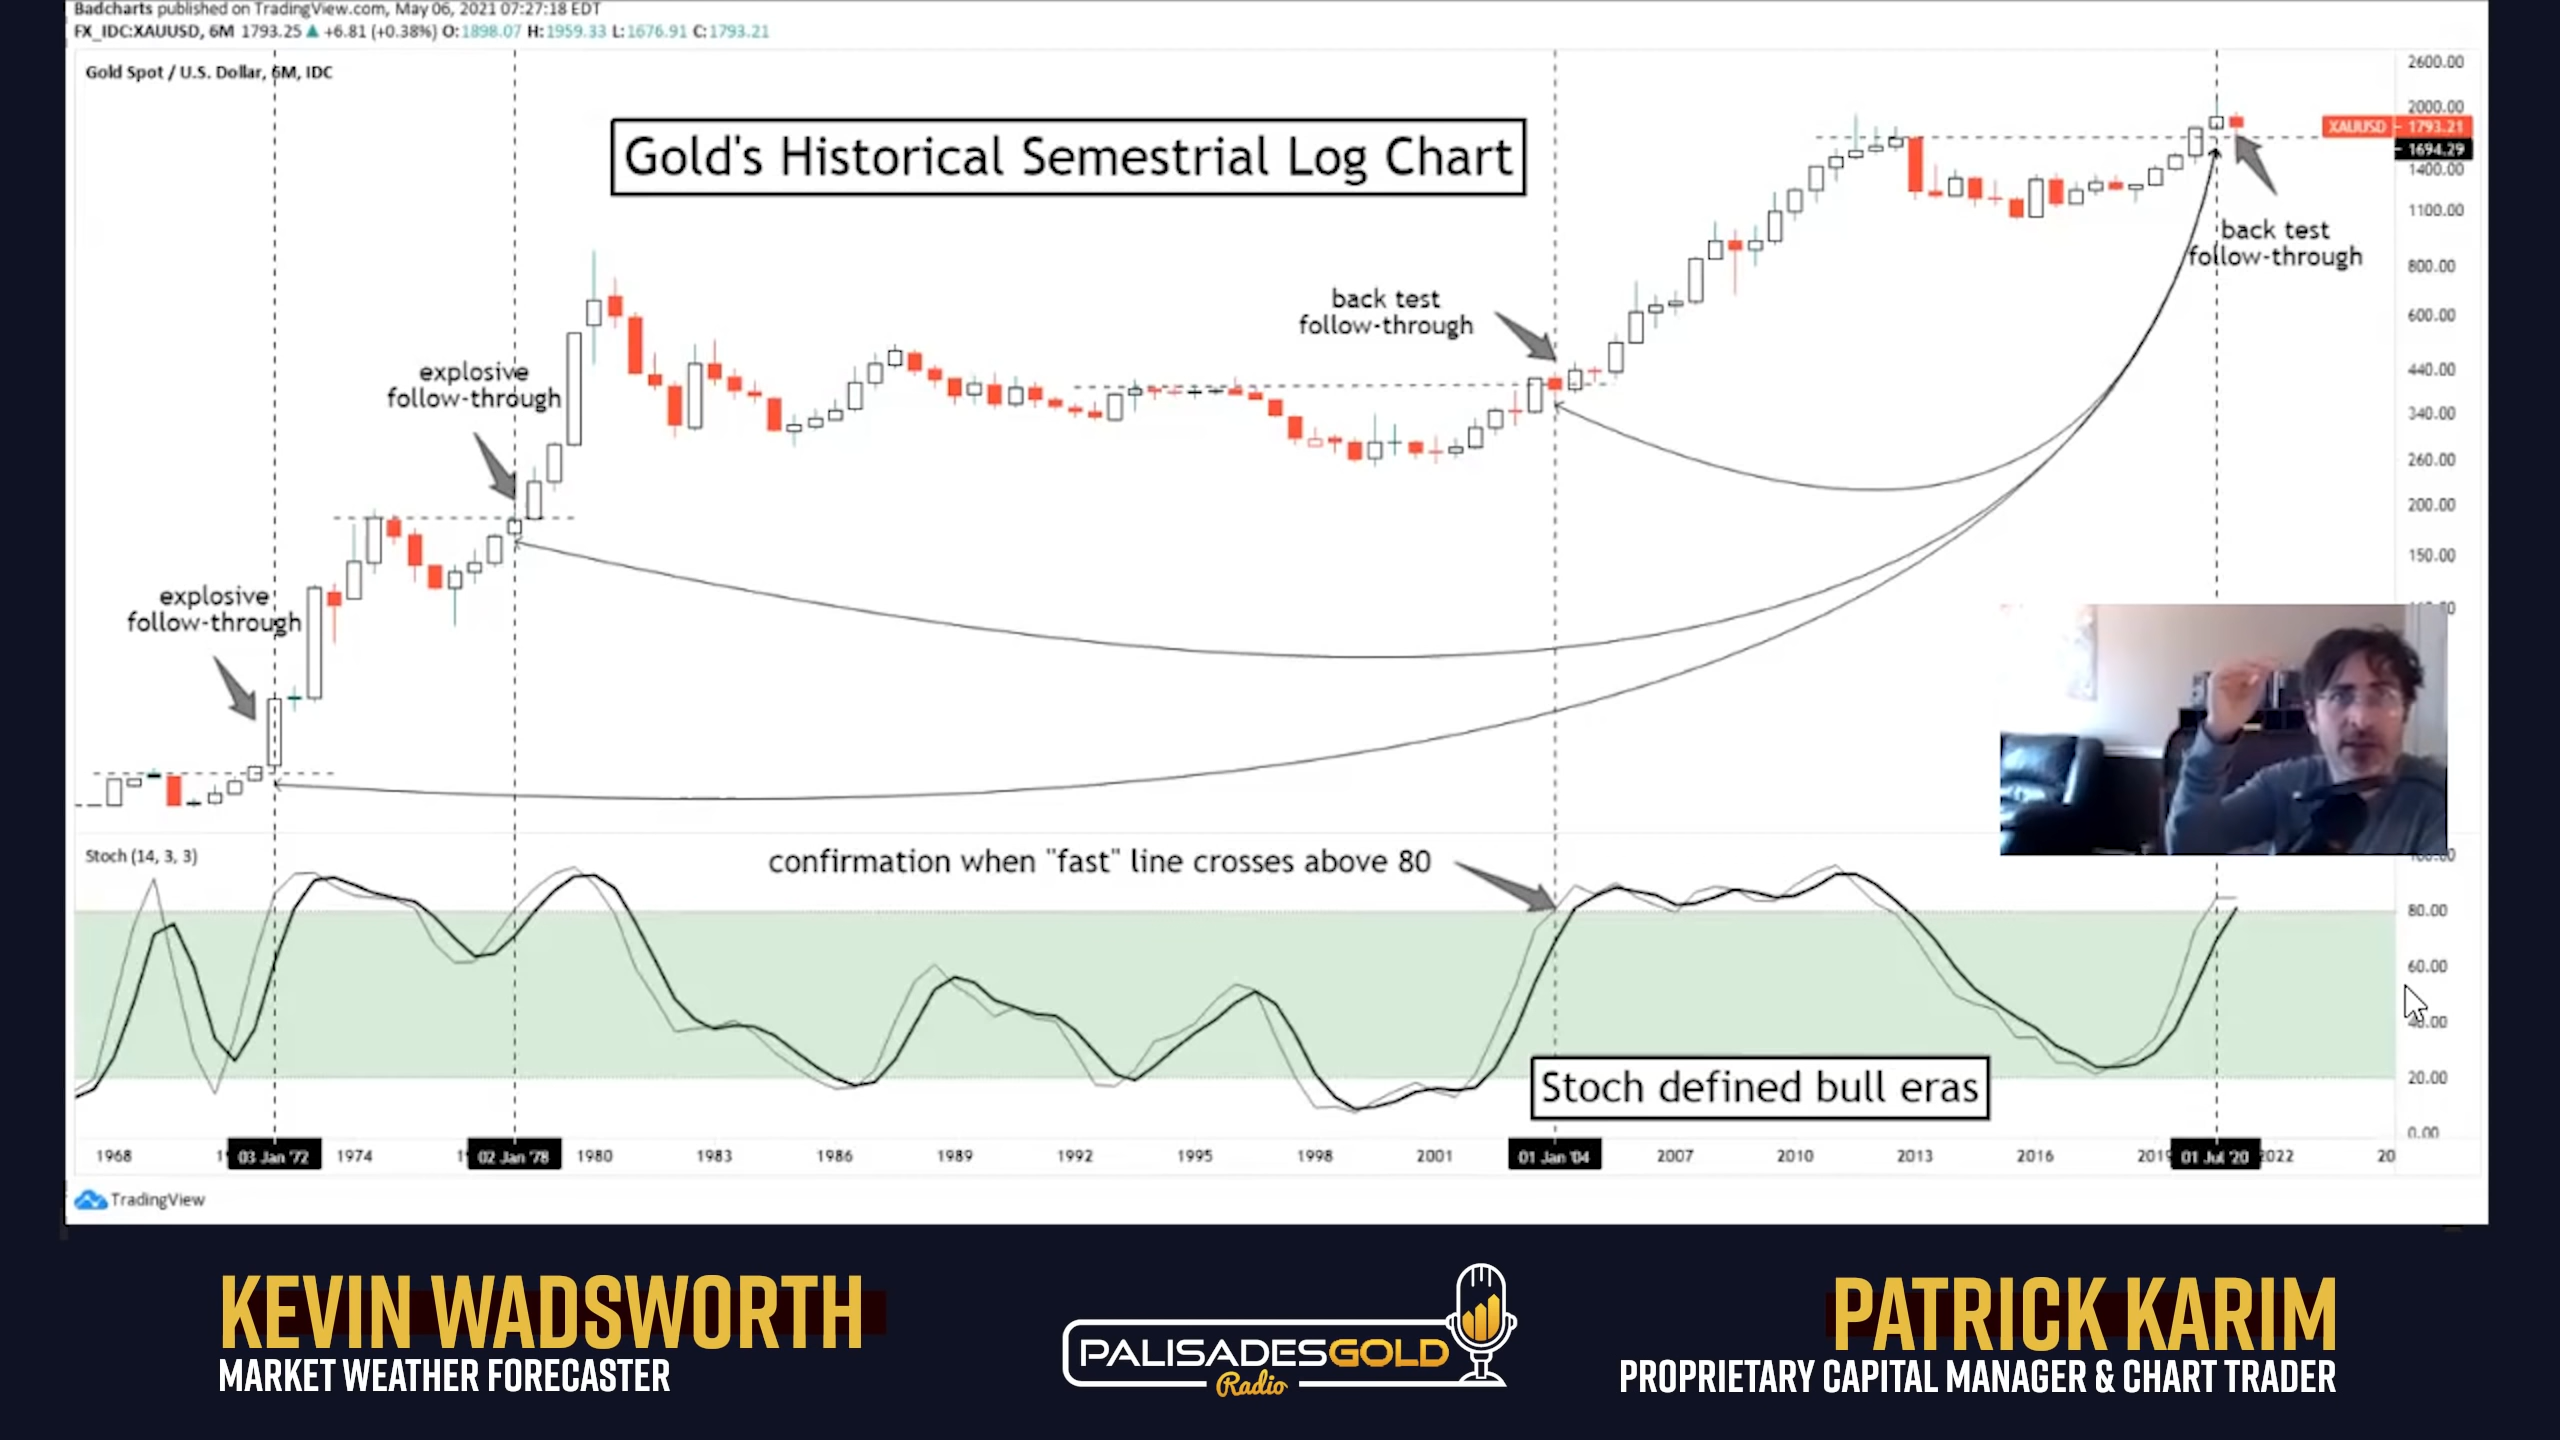 Badcharts published on TradingView.com, May 06, 2021 07:27:18 EDT
FX_IDC:XAUUSD, 6M 1793.25 ▲ +6.81 (+0.38%) O:1898.07 H:1959.33 L:1676.91 C:1793.21
Gold Spot / U.S. Dollar, 6M, IDC
Gold's Historical Semestrial Log Chart
2600.00
2000.00
XAUUSD 1793.21
1694.29
1400.00
1100.00
800.00
600.00
440.00
340.00
260.00
200.00
150.00
back test
follow-through
back test
follow-through
explosive
follow-through
explosive
follow-through
Stoch (14, 3, 3)
confirmation when "fast" line crosses above 80
80.00
60.00
40.00
20.00
0.00
Stoch defined bull eras
1968 03 Jan '72 1974 02 Jan '78 1980 1983 1986 1989 1992 1995 1998 2001 01 Jan '04 2007 2010 2013 2016 01 Jul '20 2022
TradingView
KEVIN WADSWORTH
MARKET WEATHER FORECASTER
PALISADESGOLD
Radio
PATRICK KARIM
PROPRIETARY CAPITAL MANAGER & CHART TRADER